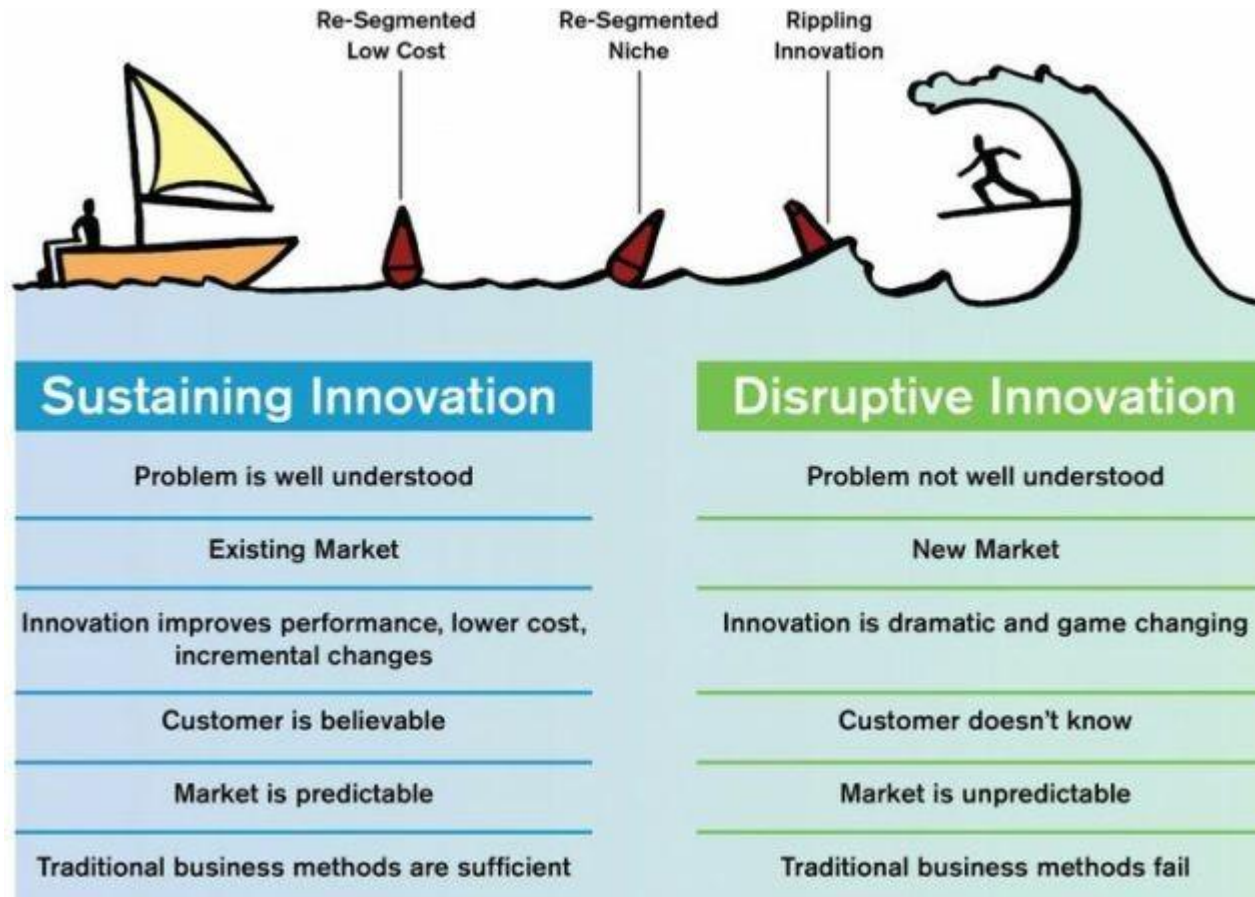 Re-Segmented
Low Cost
Re-Segmented
Niche
Rippling
Innovation
Sustaining Innovation
Problem is well understood
Existing Market
Innovation improves performance, lower cost,
incremental changes
Customer is believable
Market is predictable
Traditional business methods are sufficient
Disruptive Innovation
Problem not well understood
New Market
Innovation is dramatic and game changing
Customer doesn't know
Market is unpredictable
Traditional business methods fail